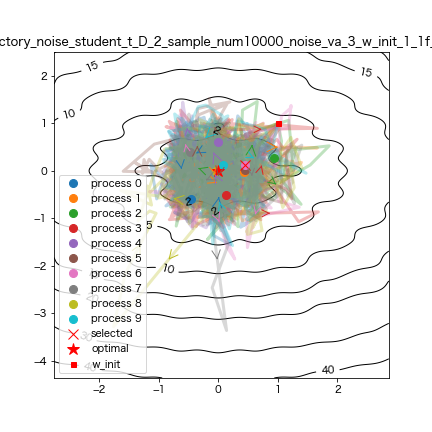 ctory_noise_student_t_D_2_sample_num10000_noise_va_3_w_init_1_1f_
15
15
10
2
2
2
5
10
40
process 0
process 1
process 2
process 3
process 4
process 5
process 6
process 7
process 8
process 9
selected
optimal
w_init
2
1
0
−1
−2
−3
−4
−2
−1
0
1
2